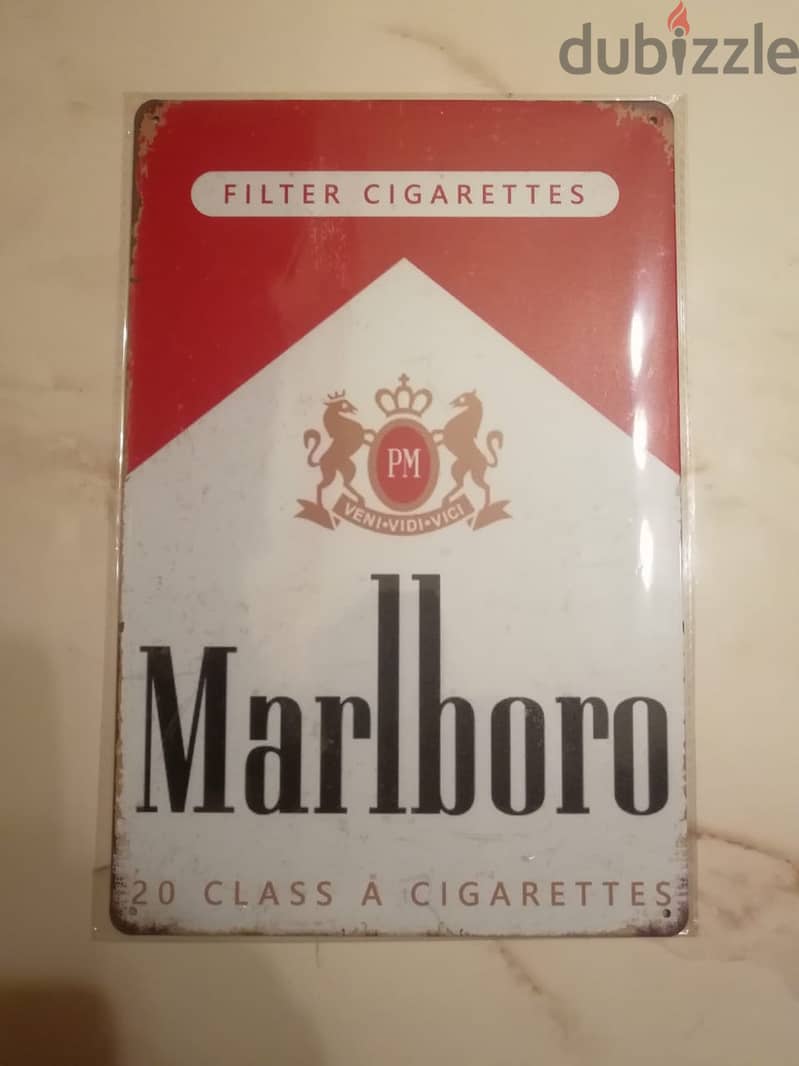 dubizzle
FILTER CIGARETTES
PM
VENI•VIDI•VICI
Marlboro
20 CLASS A CIGARETTES